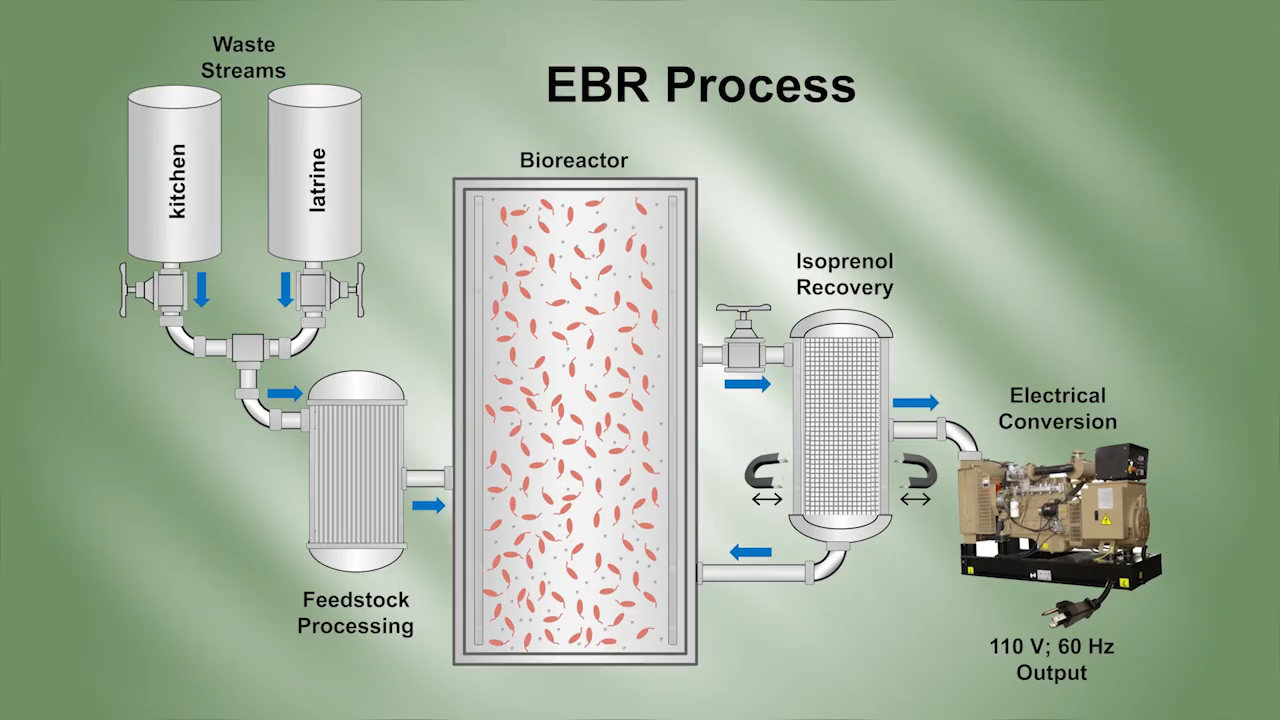 EBR Process
Waste
Streams
kitchen
latrine
Bioreactor
Isoprenol
Recovery
Electrical
Conversion
Feedstock
Processing
110 V; 60 Hz
Output